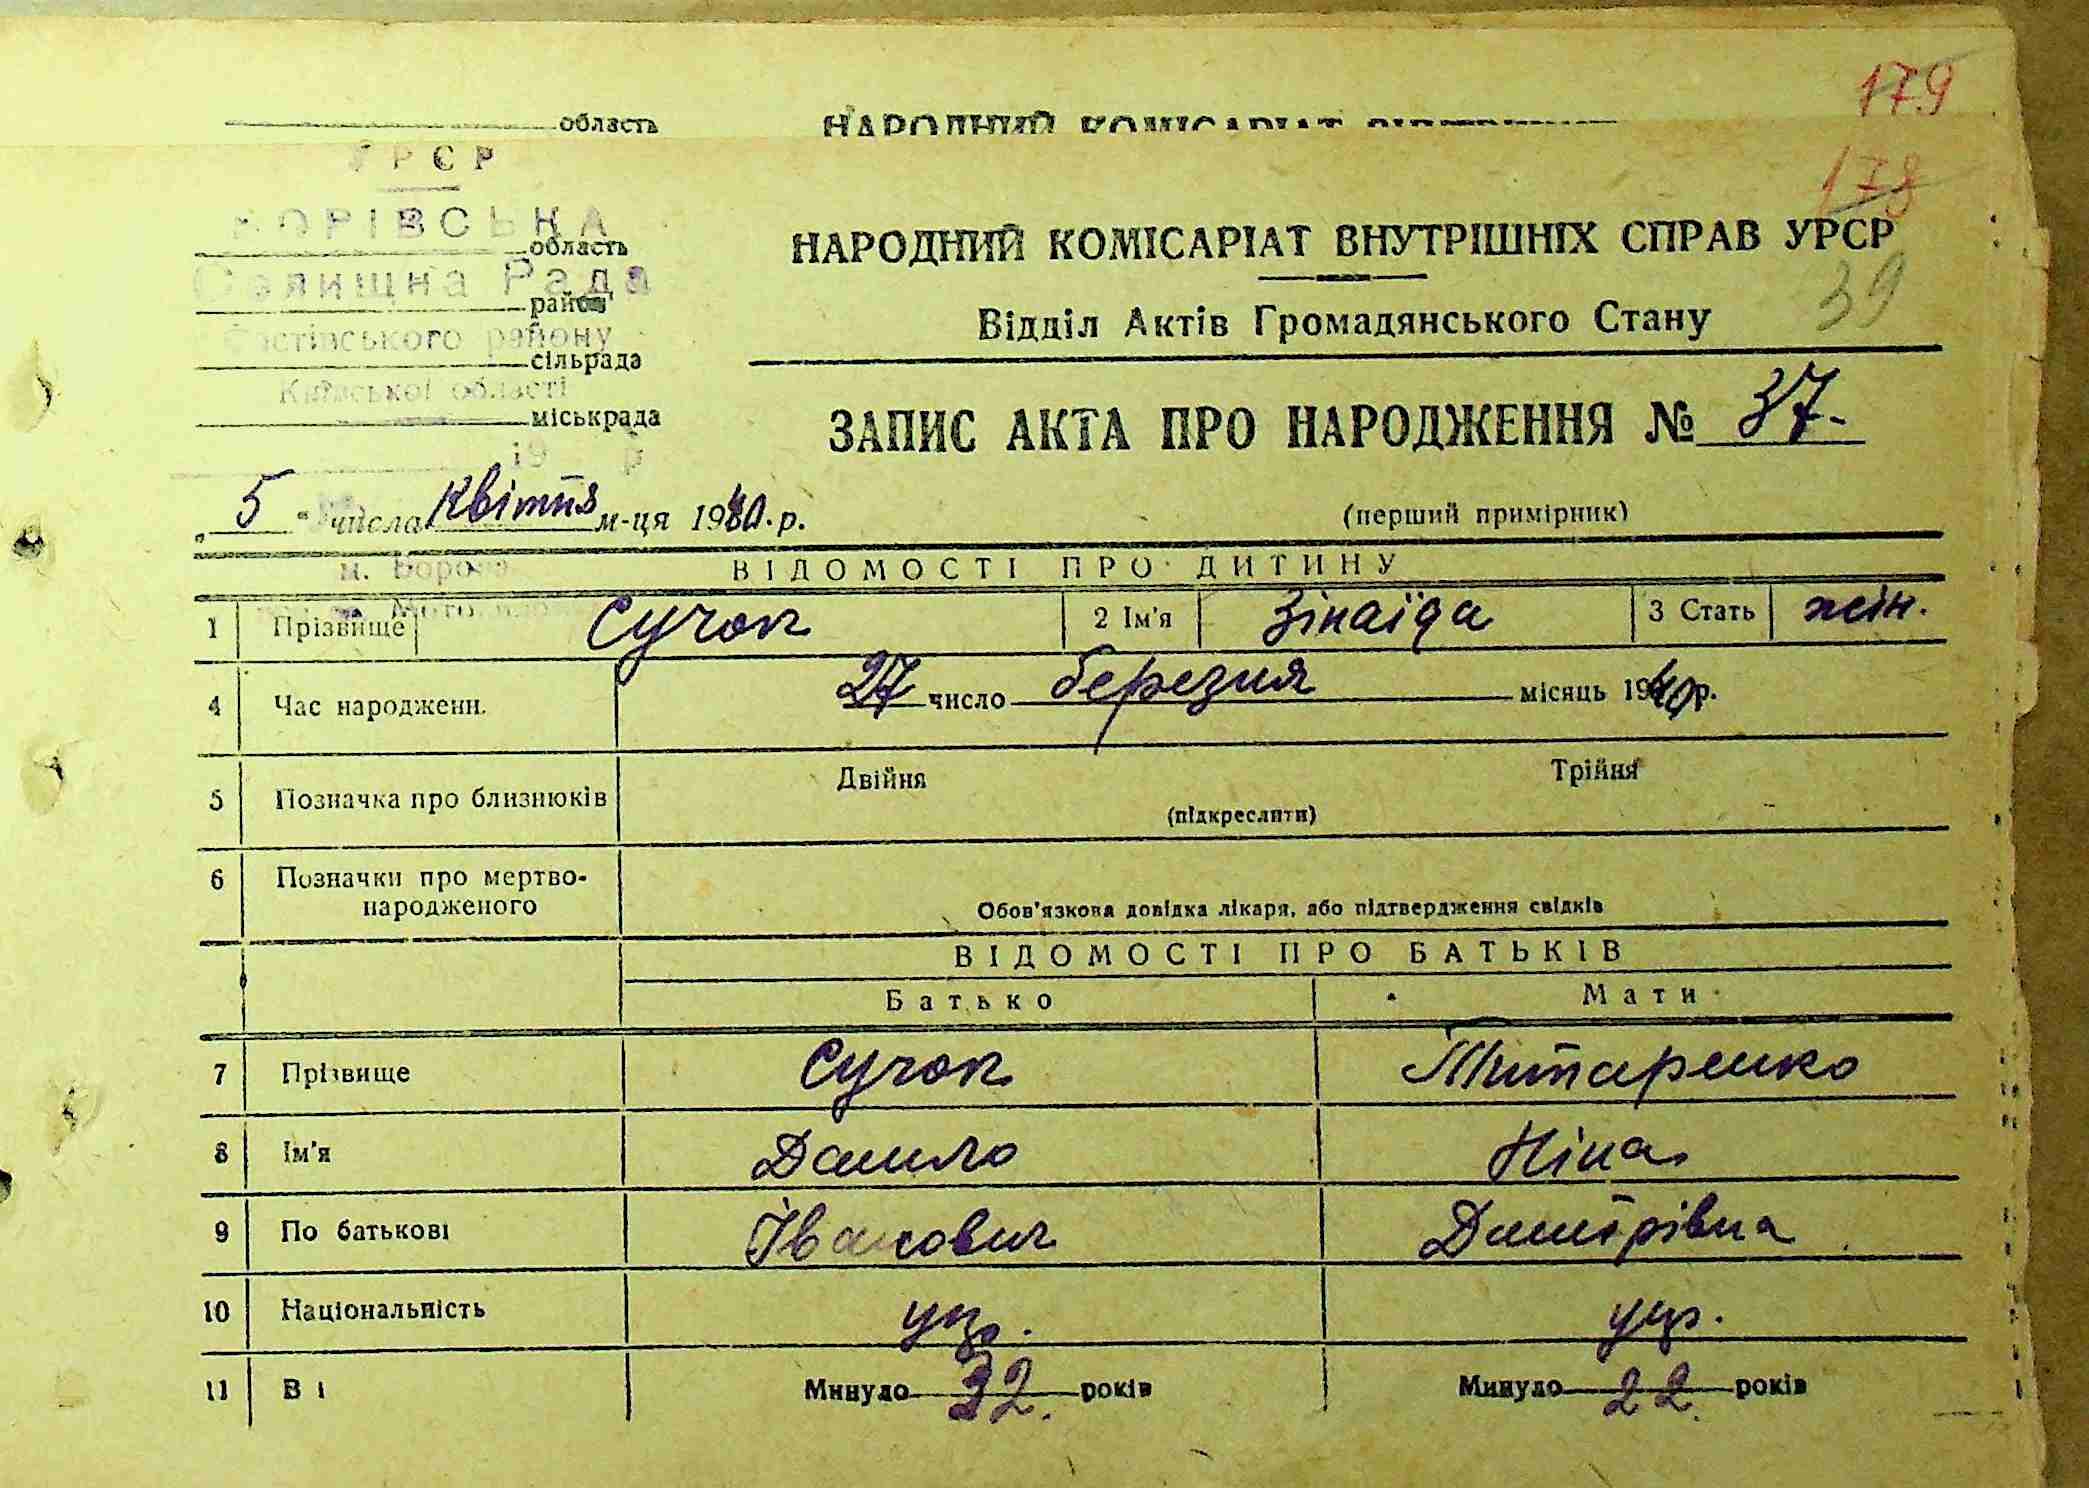 179
область
НАРОДНИЙ КОМІСАРІАТ
УРСР
178
БОРІВСЬКА
область
НАРОДНИЙ КОМІСАРІАТ ВНУТРІШНІХ СПРАВ УРСР
Селищна Рада
район
39
Фастівського району
Відділ Актів Громадянського Стану
сільрада
Київської області
міськрада
ЗАПИС АКТА ПРО НАРОДЖЕННЯ № 37-
19 р
„ 5 " числа квітня м-ця 1940.р.
(перший примірник)
м. Борова
ВІДОМОСТІ ПРО ДИТИНУ
1 Прізвище Сучок 2 Ім'я Зінаїда 3 Стать жін.
4 Час народженн. 27 число березня місяць 1940р.
5 Позначка про близнюків Двійня Трійня
(підкреслити)
6 Позначки про мертво-
народженого
Обов'язкова довідка лікаря, або підтвердження свідків
ВІДОМОСТІ ПРО БАТЬКІВ
Батько Мати
7 Прізвище Сучок Титаренко
8 Ім'я Данило Ніна
9 По батькові Іванович Дмитрівна
10 Національність укр. укр.
11 Ві Минуло 32. років Минуло 22. років